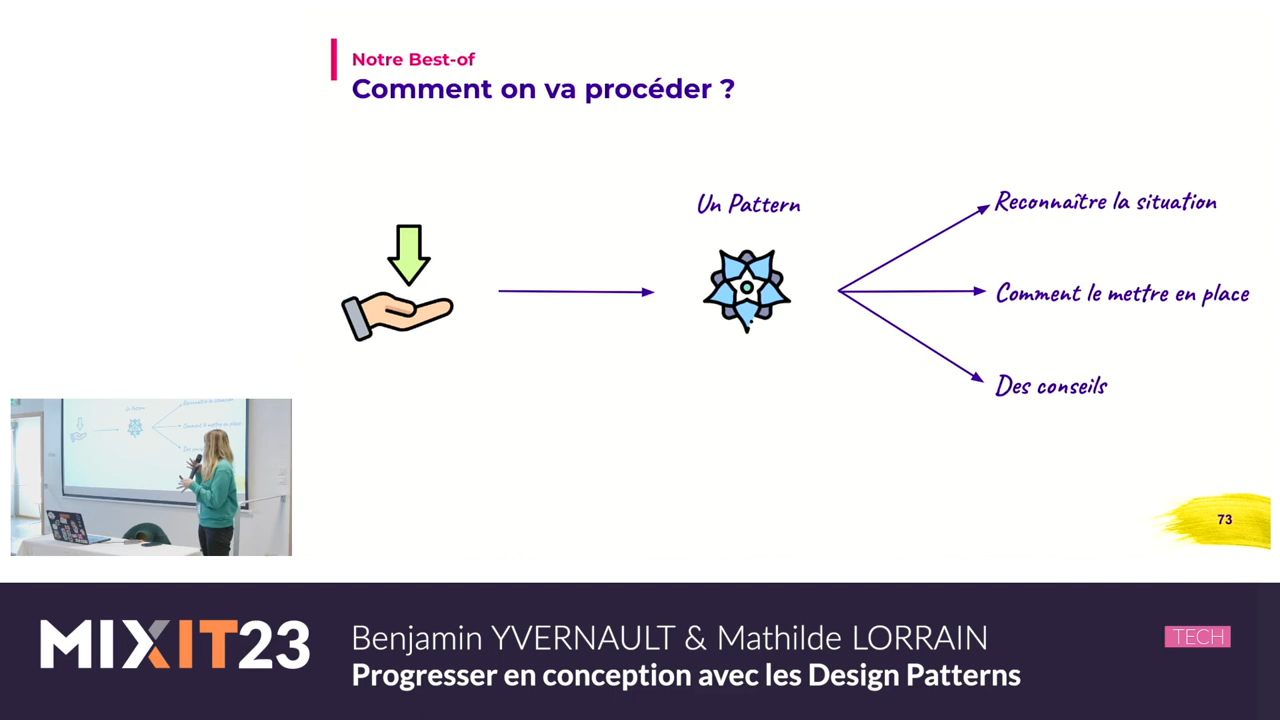 Notre Best-of
Comment on va procéder ?
Un Pattern
Reconnaître la situation
Comment le mettre en place
Des conseils
73
MIXIT23
Benjamin YVERNAULT & Mathilde LORRAIN
TECH
Progresser en conception avec les Design Patterns